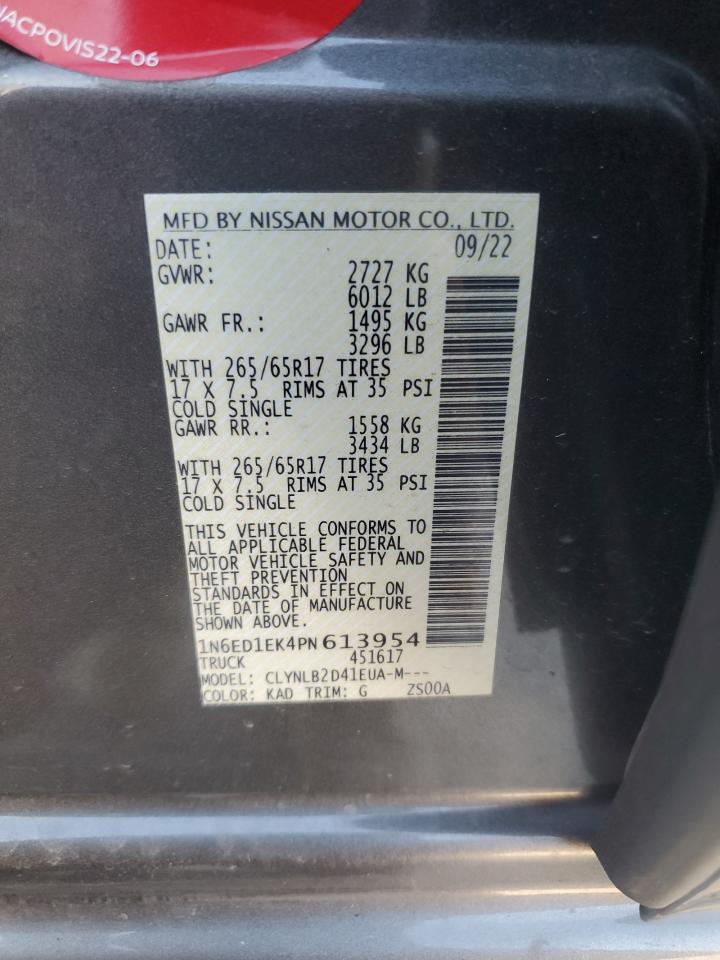 ACPOVIS22-06
MFD BY NISSAN MOTOR CO., LTD.
DATE: 09/22
GVWR: 2727 KG
6012 LB
GAWR FR.: 1495 KG
3296 LB
WITH 265/65R17 TIRES
17 X 7.5 RIMS AT 35 PSI
COLD SINGLE
GAWR RR.: 1558 KG
3434 LB
WITH 265/65R17 TIRES
17 X 7.5 RIMS AT 35 PSI
COLD SINGLE
THIS VEHICLE CONFORMS TO
ALL APPLICABLE FEDERAL
MOTOR VEHICLE SAFETY AND
THEFT PREVENTION
STANDARDS IN EFFECT ON
THE DATE OF MANUFACTURE
SHOWN ABOVE.
1N6ED1EK4PN613954
TRUCK 451617
MODEL: CLYNLB2D41EUA-M---
COLOR: KAD TRIM: G ZS00A